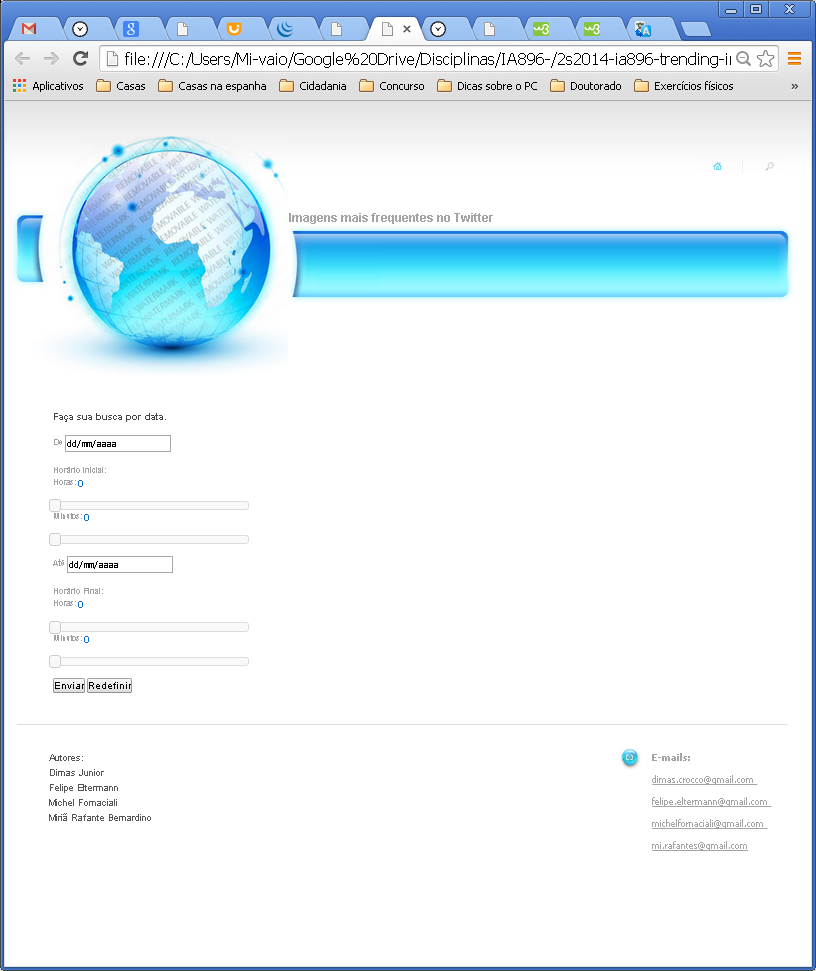 file:///C:/Users/Mi-vaio/Google%20Drive/Disciplinas/IA896-/2s2014-ia896-trending-i
Aplicativos Casas Casas na espanha Cidadania Concurso Dicas sobre o PC Doutorado Exercícios físicos »
REMOVABLE WATERMARK
Imagens mais frequentes no Twitter
Faça sua busca por data.
De dd/mm/aaaa
Horário Inicial:
Horas: 0
Minutos: 0
Até dd/mm/aaaa
Horário Final:
Horas: 0
Minutos: 0
Enviar Redefinir
Autores:
Dimas Junior
Felipe Eltermann
Michel Fornaciali
Miriã Rafante Bernardino
E-mails:
dimas.crocco@gmail.com
felipe.eltermann@gmail.com
michelfornaciali@gmail.com
mi.rafantes@gmail.com